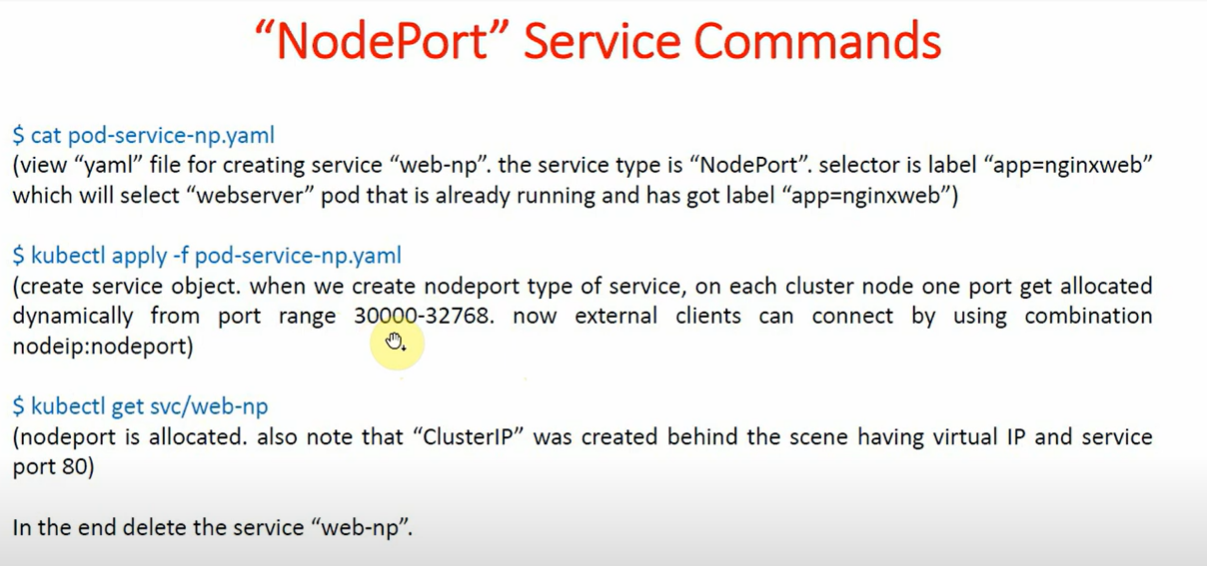 “NodePort” Service Commands
$ cat pod-service-np.yaml
(view “yaml” file for creating service “web-np”. the service type is “NodePort”. selector is label “app=nginxweb”
which will select “webserver” pod that is already running and has got label “app=nginxweb”)
$ kubectl apply -f pod-service-np.yaml
(create service object. when we create nodeport type of service, on each cluster node one port get allocated
dynamically from port range 30000-32768. now external clients can connect by using combination
nodeip:nodeport)
$ kubectl get svc/web-np
(nodeport is allocated. also note that “ClusterIP” was created behind the scene having virtual IP and service
port 80)
In the end delete the service “web-np”.